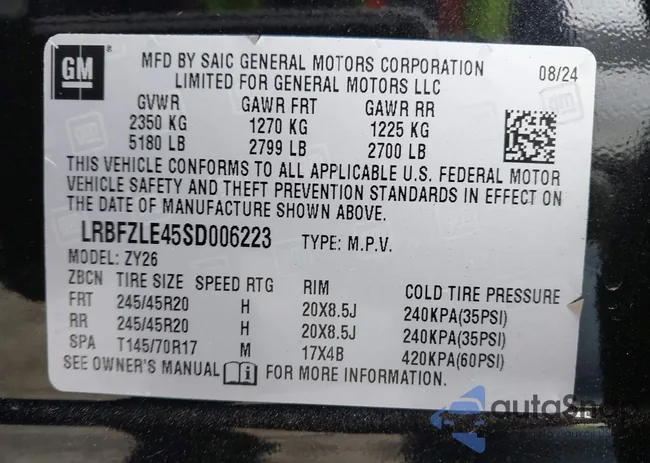 GM
MFD BY SAIC GENERAL MOTORS CORPORATION
LIMITED FOR GENERAL MOTORS LLC
08/24
GVWR GAWR FRT GAWR RR
2350 KG 1270 KG 1225 KG
5180 LB 2799 LB 2700 LB
THIS VEHICLE CONFORMS TO ALL APPLICABLE U.S. FEDERAL MOTOR
VEHICLE SAFETY AND THEFT PREVENTION STANDARDS IN EFFECT ON
THE DATE OF MANUFACTURE SHOWN ABOVE.
LRBFZLE45SD006223 TYPE: M.P.V.
MODEL: ZY26
ZBCN TIRE SIZE SPEED RTG RIM COLD TIRE PRESSURE
FRT 245/45R20 H 20X8.5J 240KPA(35PSI)
RR 245/45R20 H 20X8.5J 240KPA(35PSI)
SPA T145/70R17 M 17X4B 420KPA(60PSI)
SEE OWNER'S MANUAL FOR MORE INFORMATION.